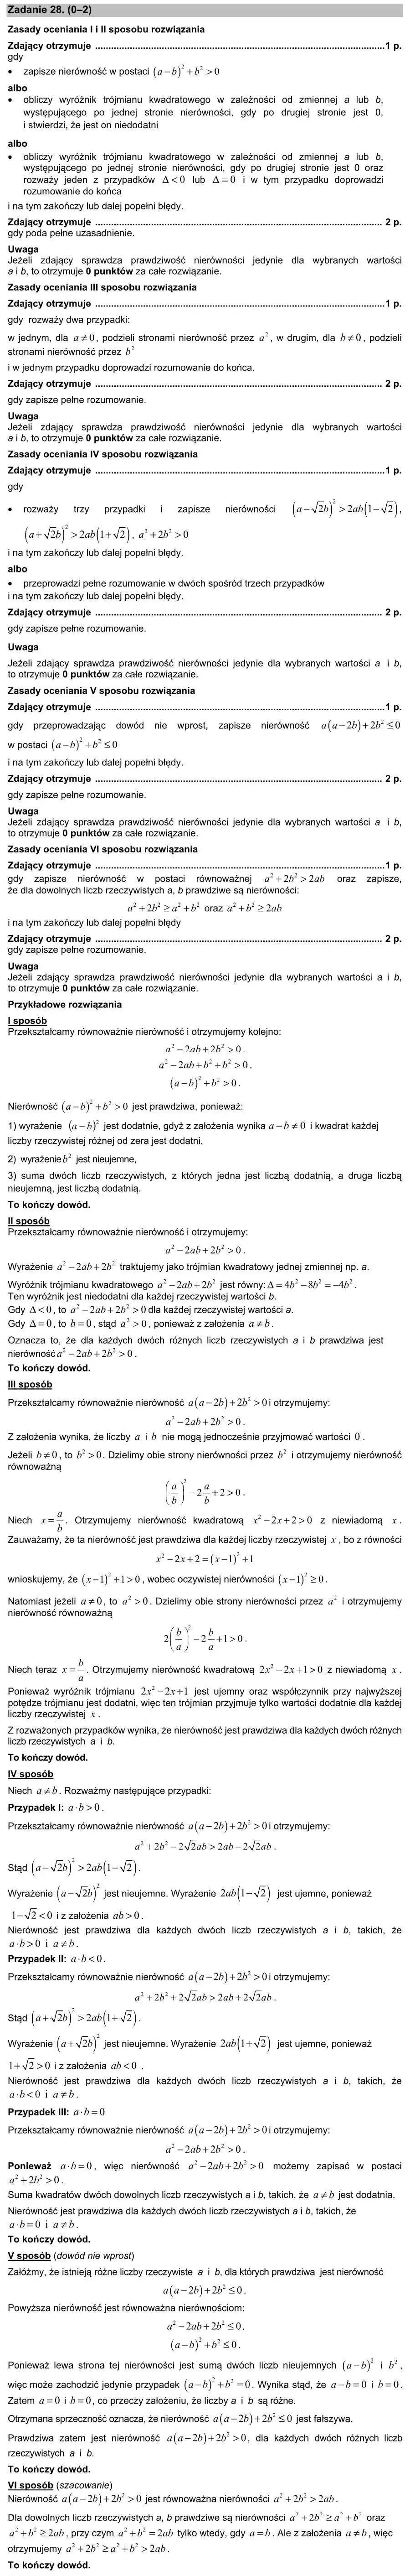 Zadanie 28. (0–2)
Zasady oceniania I i II sposobu rozwiązania
Zdający otrzymuje ............................................................................................................ 1 p.
gdy
• zapisze nierówność w postaci (a−b)² + b² > 0
albo
• obliczy wyróżnik trójmianu kwadratowego w zależności od zmiennej a lub b,
występującego po jednej stronie nierówności, gdy po drugiej stronie jest 0,
i stwierdzi, że jest on niedodatni
albo
• obliczy wyróżnik trójmianu kwadratowego w zależności od zmiennej a lub b,
występującego po jednej stronie nierówności, gdy po drugiej stronie jest 0 oraz
rozważy jeden z przypadków Δ < 0 lub Δ = 0 i w tym przypadku doprowadzi
rozumowanie do końca
i na tym zakończy lub dalej popełni błędy.
Zdający otrzymuje ............................................................................................................ 2 p.
gdy poda pełne uzasadnienie.
Uwaga
Jeżeli zdający sprawdza prawdziwość nierówności jedynie dla wybranych wartości
a i b, to otrzymuje 0 punktów za całe rozwiązanie.
Zasady oceniania III sposobu rozwiązania
Zdający otrzymuje ............................................................................................................ 1 p.
gdy rozważy dwa przypadki:
w jednym, dla a ≠ 0, podzieli stronami nierówność przez a², w drugim, dla b ≠ 0, podzieli
stronami nierówność przez b²
i w jednym przypadku doprowadzi rozumowanie do końca.
Zdający otrzymuje ............................................................................................................ 2 p.
gdy zapisze pełne rozumowanie.
Uwaga
Jeżeli zdający sprawdza prawdziwość nierówności jedynie dla wybranych wartości
a i b, to otrzymuje 0 punktów za całe rozwiązanie.
Zasady oceniania IV sposobu rozwiązania
Zdający otrzymuje ............................................................................................................ 1 p.
gdy
• rozważy trzy przypadki i zapisze nierówności (a−√2b)² > 2ab(1−√2),
(a+√2b)² > 2ab(1+√2), a² + 2b² > 0
i na tym zakończy lub dalej popełni błędy.
albo
• przeprowadzi pełne rozumowanie w dwóch spośród trzech przypadków
i na tym zakończy lub dalej popełni błędy.
Zdający otrzymuje ............................................................................................................ 2 p.
gdy zapisze pełne rozumowanie.
Uwaga
Jeżeli zdający sprawdza prawdziwość nierówności jedynie dla wybranych wartości a i b,
to otrzymuje 0 punktów za całe rozwiązanie.
Zasady oceniania V sposobu rozwiązania
Zdający otrzymuje ............................................................................................................ 1 p.
gdy przeprowadzając dowód nie wprost, zapisze nierówność a(a−2b) + 2b² ≤ 0
w postaci (a−b)² + b² ≤ 0
i na tym zakończy lub dalej popełni błędy.
Zdający otrzymuje ............................................................................................................ 2 p.
gdy zapisze pełne rozumowanie.
Uwaga
Jeżeli zdający sprawdza prawdziwość nierówności jedynie dla wybranych wartości a i b,
to otrzymuje 0 punktów za całe rozwiązanie.
Zasady oceniania VI sposobu rozwiązania
Zdający otrzymuje ............................................................................................................ 1 p.
gdy zapisze nierówność w postaci równoważnej a² + 2b² > 2ab oraz zapisze,
że dla dowolnych liczb rzeczywistych a, b prawdziwe są nierówności:
a² + 2b² ≥ a² + b² oraz a² + b² ≥ 2ab
i na tym zakończy lub dalej popełni błędy
Zdający otrzymuje ............................................................................................................ 2 p.
gdy zapisze pełne rozumowanie.
Uwaga
Jeżeli zdający sprawdza prawdziwość nierówności jedynie dla wybranych wartości a i b,
to otrzymuje 0 punktów za całe rozwiązanie.
Przykładowe rozwiązania
I sposób
Przekształcamy równoważnie nierówność i otrzymujemy kolejno:
a² − 2ab + 2b² > 0.
a² − 2ab + b² + b² > 0,
(a−b)² + b² > 0.
Nierówność (a−b)² + b² > 0 jest prawdziwa, ponieważ:
1) wyrażenie (a−b)² jest dodatnie, gdyż z założenia wynika a−b ≠ 0 i kwadrat każdej
liczby rzeczywistej różnej od zera jest dodatni,
2) wyrażenie b² jest nieujemne,
3) suma dwóch liczb rzeczywistych, z których jedna jest liczbą dodatnią, a druga liczbą
nieujemną, jest liczbą dodatnią.
To kończy dowód.
II sposób
Przekształcamy równoważnie nierówność i otrzymujemy:
a² − 2ab + 2b² > 0.
Wyrażenie a² − 2ab + 2b² traktujemy jako trójmian kwadratowy jednej zmiennej np. a.
Wyróżnik trójmianu kwadratowego a² − 2ab + 2b² jest równy: Δ = 4b² − 8b² = −4b².
Ten wyróżnik jest niedodatni dla każdej rzeczywistej wartości b.
Gdy Δ < 0, to a² − 2ab + 2b² > 0 dla każdej rzeczywistej wartości a.
Gdy Δ = 0, to b = 0, stąd a² > 0, ponieważ z założenia a ≠ b.
Oznacza to, że dla każdych dwóch różnych liczb rzeczywistych a i b prawdziwa jest
nierówność a² − 2ab + 2b² > 0.
To kończy dowód.
III sposób
Przekształcamy równoważnie nierówność a(a−2b) + 2b² > 0 i otrzymujemy:
a² − 2ab + 2b² > 0.
Z założenia wynika, że liczby a i b nie mogą jednocześnie przyjmować wartości 0.
Jeżeli b ≠ 0, to b² > 0. Dzielimy obie strony nierówności przez b² i otrzymujemy nierówność
równoważną
(a/b)² − 2 a/b + 2 > 0.
Niech x = a/b. Otrzymujemy nierówność kwadratową x² − 2x + 2 > 0 z niewiadomą x.
Zauważamy, że ta nierówność jest prawdziwa dla każdej liczby rzeczywistej x, bo z równości
x² − 2x + 2 = (x−1)² + 1
wnioskujemy, że (x−1)² + 1 > 0, wobec oczywistej nierówności (x−1)² ≥ 0.
Natomiast jeżeli a ≠ 0, to a² > 0. Dzielimy obie strony nierówności przez a² i otrzymujemy
nierówność równoważną
2(b/a)² − 2 b/a + 1 > 0.
Niech teraz x = b/a. Otrzymujemy nierówność kwadratową 2x² − 2x + 1 > 0 z niewiadomą x.
Ponieważ wyróżnik trójmianu 2x² − 2x + 1 jest ujemny oraz współczynnik przy najwyższej
potędze trójmianu jest dodatni, więc ten trójmian przyjmuje tylko wartości dodatnie dla każdej
liczby rzeczywistej x.
Z rozważonych przypadków wynika, że nierówność jest prawdziwa dla każdych dwóch różnych
liczb rzeczywistych a i b.
To kończy dowód.
IV sposób
Niech a ≠ b. Rozważmy następujące przypadki:
Przypadek I: a·b > 0.
Przekształcamy równoważnie nierówność a(a−2b) + 2b² > 0 i otrzymujemy:
a² + 2b² − 2√2ab > 2ab − 2√2ab.
Stąd (a−√2b)² > 2ab(1−√2).
Wyrażenie (a−√2b)² jest nieujemne. Wyrażenie 2ab(1−√2) jest ujemne, ponieważ
1−√2 < 0 i z założenia ab > 0.
Nierówność jest prawdziwa dla każdych dwóch liczb rzeczywistych a i b, takich, że
a·b > 0 i a ≠ b.
Przypadek II: a·b < 0.
Przekształcamy równoważnie nierówność a(a−2b) + 2b² > 0 i otrzymujemy:
a² + 2b² + 2√2ab > 2ab + 2√2ab.
Stąd (a+√2b)² > 2ab(1+√2).
Wyrażenie (a+√2b)² jest nieujemne. Wyrażenie 2ab(1+√2) jest ujemne, ponieważ
1+√2 > 0 i z założenia ab < 0 .
Nierówność jest prawdziwa dla każdych dwóch liczb rzeczywistych a i b, takich, że
a·b < 0 i a ≠ b.
Przypadek III: a·b = 0
Przekształcamy równoważnie nierówność a(a−2b) + 2b² > 0 i otrzymujemy:
a² − 2ab + 2b² > 0.
Ponieważ a·b = 0, więc nierówność a² − 2ab + 2b² > 0 możemy zapisać w postaci
a² + 2b² > 0.
Suma kwadratów dwóch dowolnych liczb rzeczywistych a i b, takich, że a ≠ b jest dodatnia.
Nierówność jest prawdziwa dla każdych dwóch liczb rzeczywistych a i b, takich, że
a·b = 0 i a ≠ b.
To kończy dowód.
V sposób (dowód nie wprost)
Załóżmy, że istnieją różne liczby rzeczywiste a i b, dla których prawdziwa jest nierówność
a(a−2b) + 2b² ≤ 0.
Powyższa nierówność jest równoważna nierównościom:
a² − 2ab + 2b² ≤ 0,
(a−b)² + b² ≤ 0.
Ponieważ lewa strona tej nierówności jest sumą dwóch liczb nieujemnych (a−b)² i b²,
więc może zachodzić jedynie przypadek (a−b)² + b² = 0. Wynika stąd, że a−b = 0 i b = 0.
Zatem a = 0 i b = 0, co przeczy założeniu, że liczby a i b są różne.
Otrzymana sprzeczność oznacza, że nierówność a(a−2b) + 2b² ≤ 0 jest fałszywa.
Prawdziwa zatem jest nierówność a(a−2b) + 2b² > 0, dla każdych dwóch różnych liczb
rzeczywistych a i b.
To kończy dowód.
VI sposób (szacowanie)
Nierówność a(a−2b) + 2b² > 0 jest równoważna nierówności a² + 2b² > 2ab.
Dla dowolnych liczb rzeczywistych a, b prawdziwe są nierówności a² + 2b² ≥ a² + b² oraz
a² + b² ≥ 2ab, przy czym a² + b² = 2ab tylko wtedy, gdy a = b. Ale z założenia a ≠ b, więc
otrzymujemy a² + 2b² ≥ a² + b² > 2ab.
To kończy dowód.